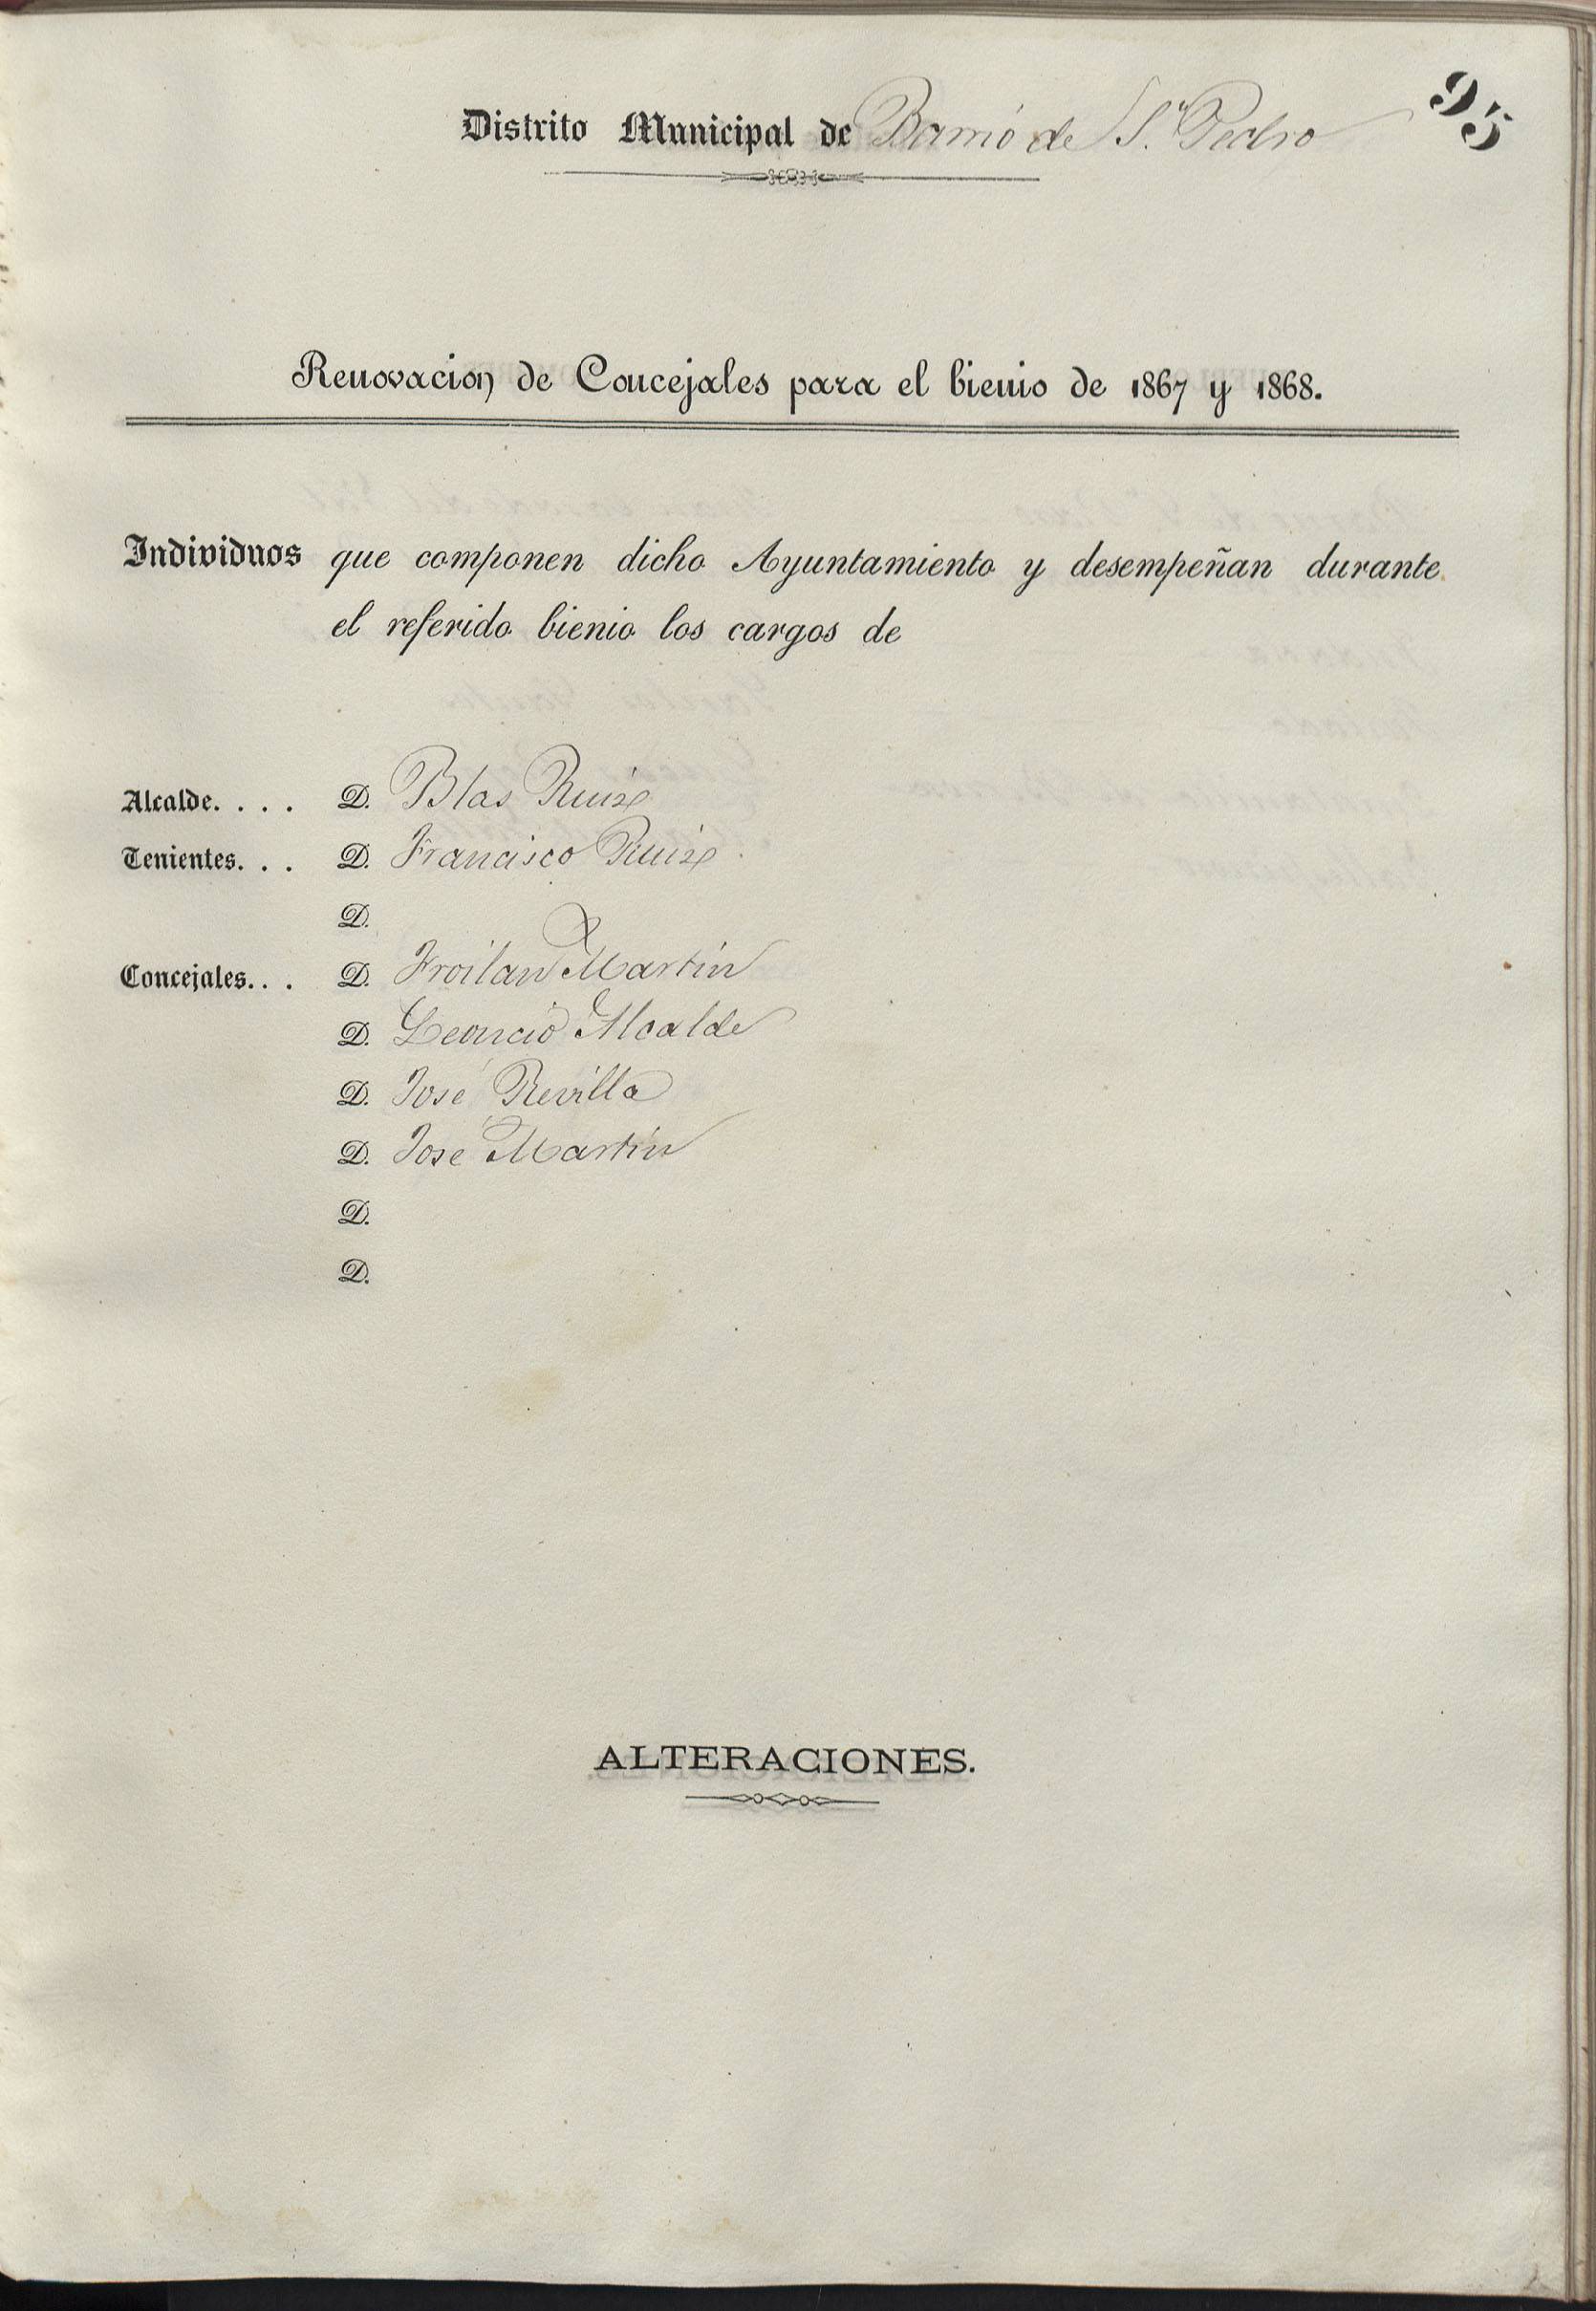 95
Distrito Municipal de Barrio de S.n Pedro
Renovacion de Concejales para el bienio de 1867 y 1868.
Individuos que componen dicho Ayuntamiento y desempeñan durante
el referido bienio los cargos de
Alcalde. . . . D. Blas Ruiz
Tenientes. . . D. Francisco Ruiz
D.
Concejales. . . D. Froilan Martin
D. Leoncio Alcalde
D. José Revilla
D. José Martin
D.
D.
ALTERACIONES.